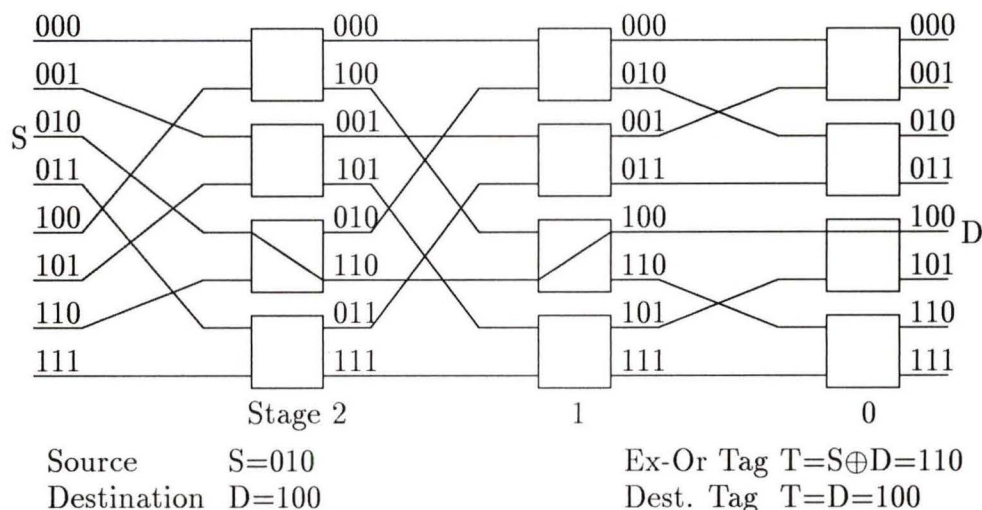 000 000 000 000
001 100 010 001
S 010 001 001 010
011 101 011 011
100 010 100 100 D
101 110 110 101
110 011 101 110
111 111 111 111
Stage 2 1 0
Source S=010 Ex-Or Tag T=S⊕D=110
Destination D=100 Dest. Tag T=D=100